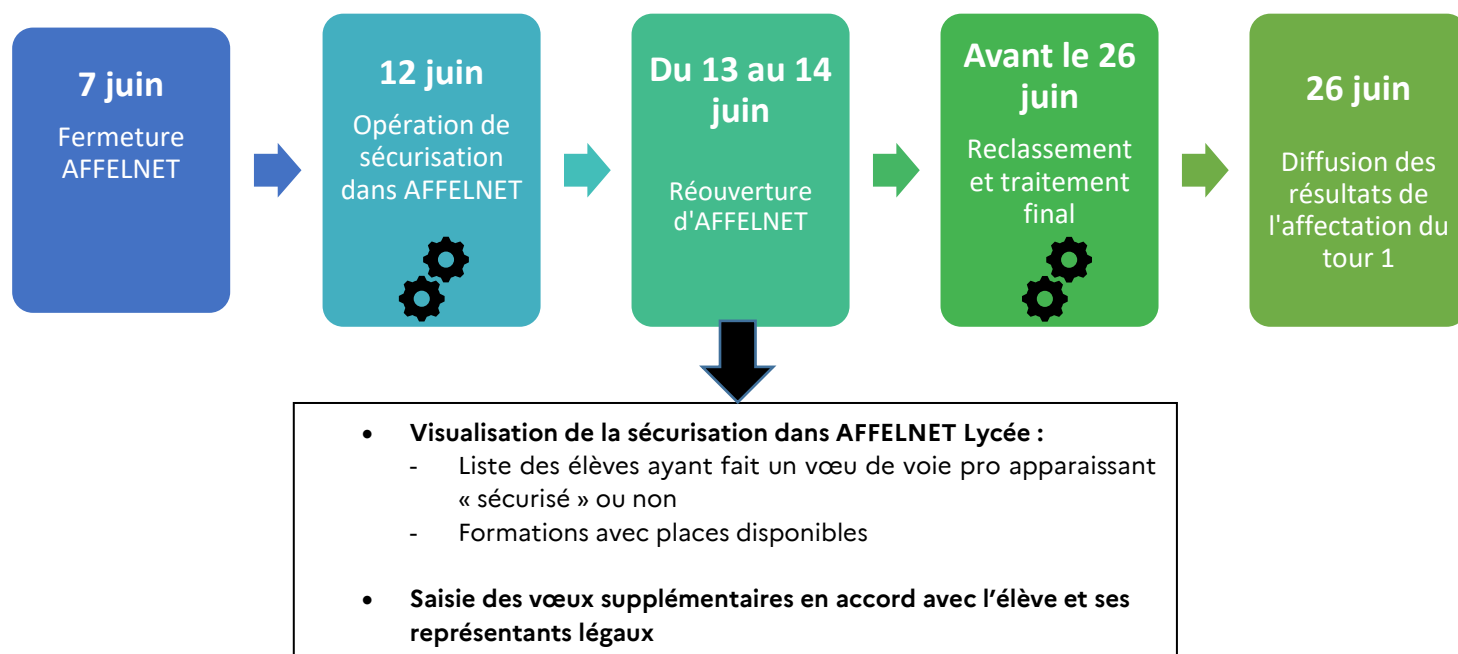 7 juin
Fermeture
AFFELNET
12 juin
Opération de
sécurisation
dans AFFELNET
Du 13 au 14
juin
Réouverture
d'AFFELNET
Avant le 26
juin
Reclassement
et traitement
final
26 juin
Diffusion des
résultats de
l'affectation du
tour 1
• Visualisation de la sécurisation dans AFFELNET Lycée :
- Liste des élèves ayant fait un vœu de voie pro apparaissant
« sécurisé » ou non
- Formations avec places disponibles
• Saisie des vœux supplémentaires en accord avec l’élève et ses
représentants légaux